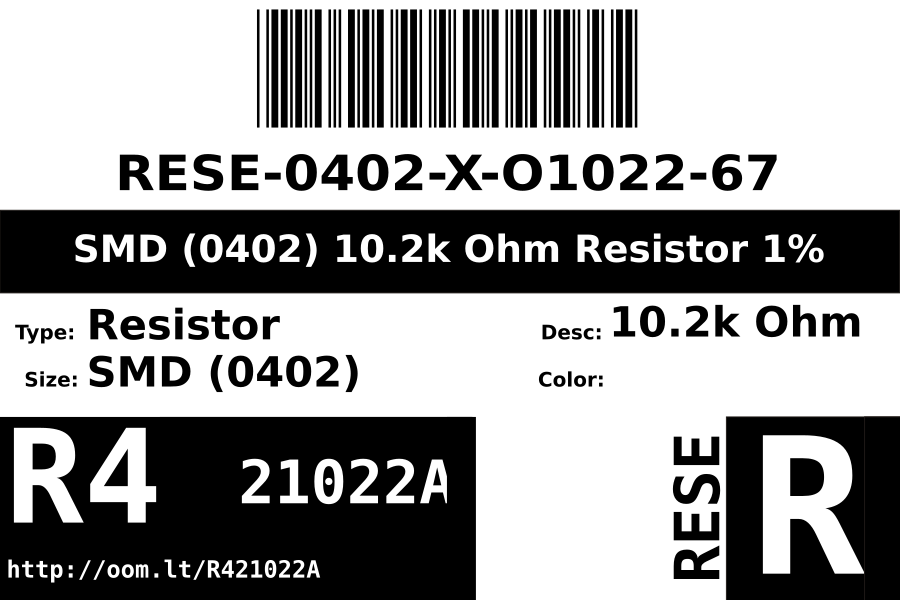 RESE-0402-X-O1022-67
SMD (0402) 10.2k Ohm Resistor 1%
Type: Resistor
Desc: 10.2k Ohm
Size: SMD (0402)
Color:
R4 21022A
http://oom.lt/R421022A
RESE
R